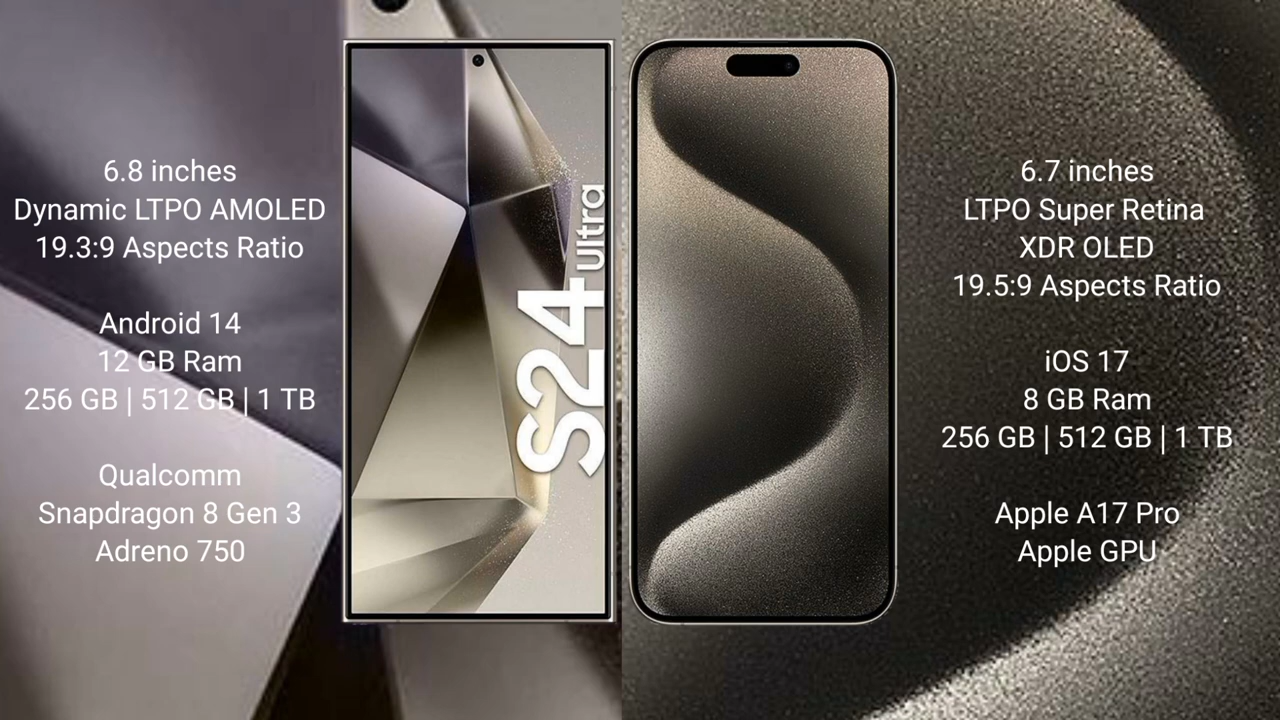 6.8 inches
Dynamic LTPO AMOLED
19.3:9 Aspects Ratio
Android 14
12 GB Ram
256 GB | 512 GB | 1 TB
Qualcomm
Snapdragon 8 Gen 3
Adreno 750
S24 ultra
6.7 inches
LTPO Super Retina
XDR OLED
19.5:9 Aspects Ratio
iOS 17
8 GB Ram
256 GB | 512 GB | 1 TB
Apple A17 Pro
Apple GPU